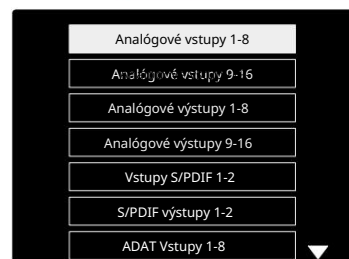 Analógové vstupy 1-8
Analógové vstupy 9-16
Analógové výstupy 1-8
Analógové výstupy 9-16
Vstupy S/PDIF 1-2
S/PDIF výstupy 1-2
ADAT Vstupy 1-8